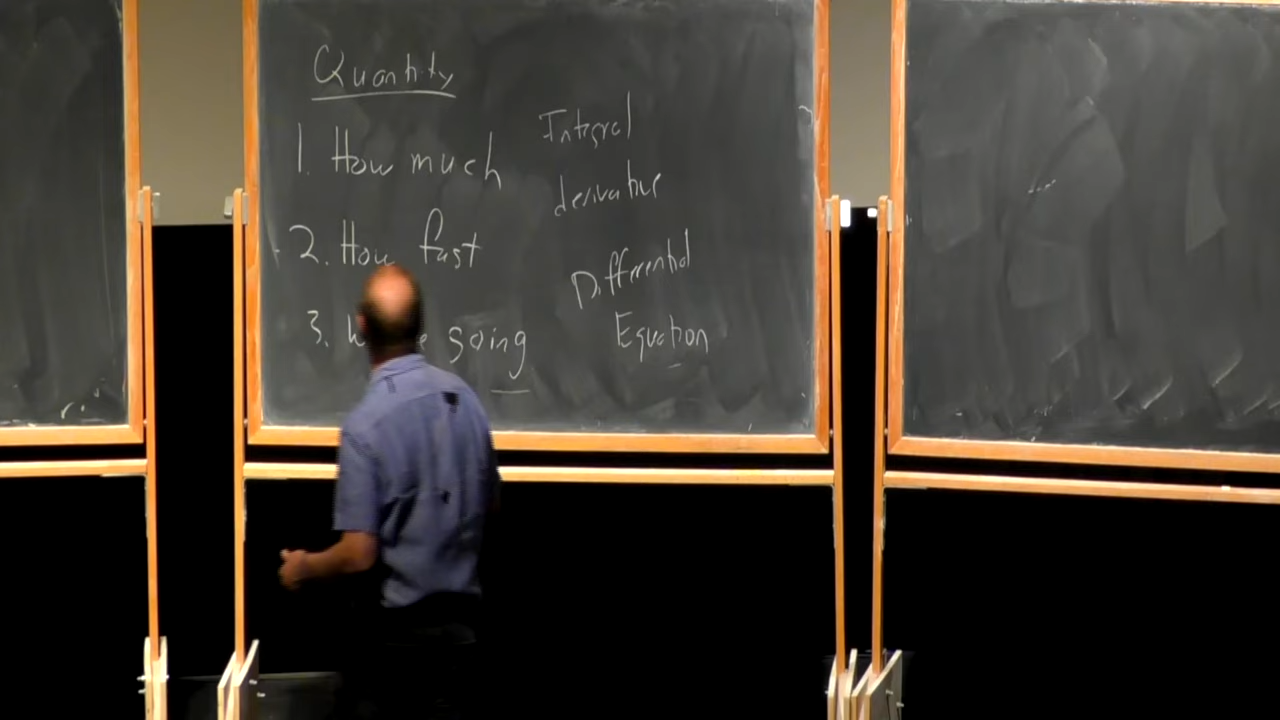 Quantity
1. How much
Integral
derivative
2. How fast
Differential
Equation
3. going